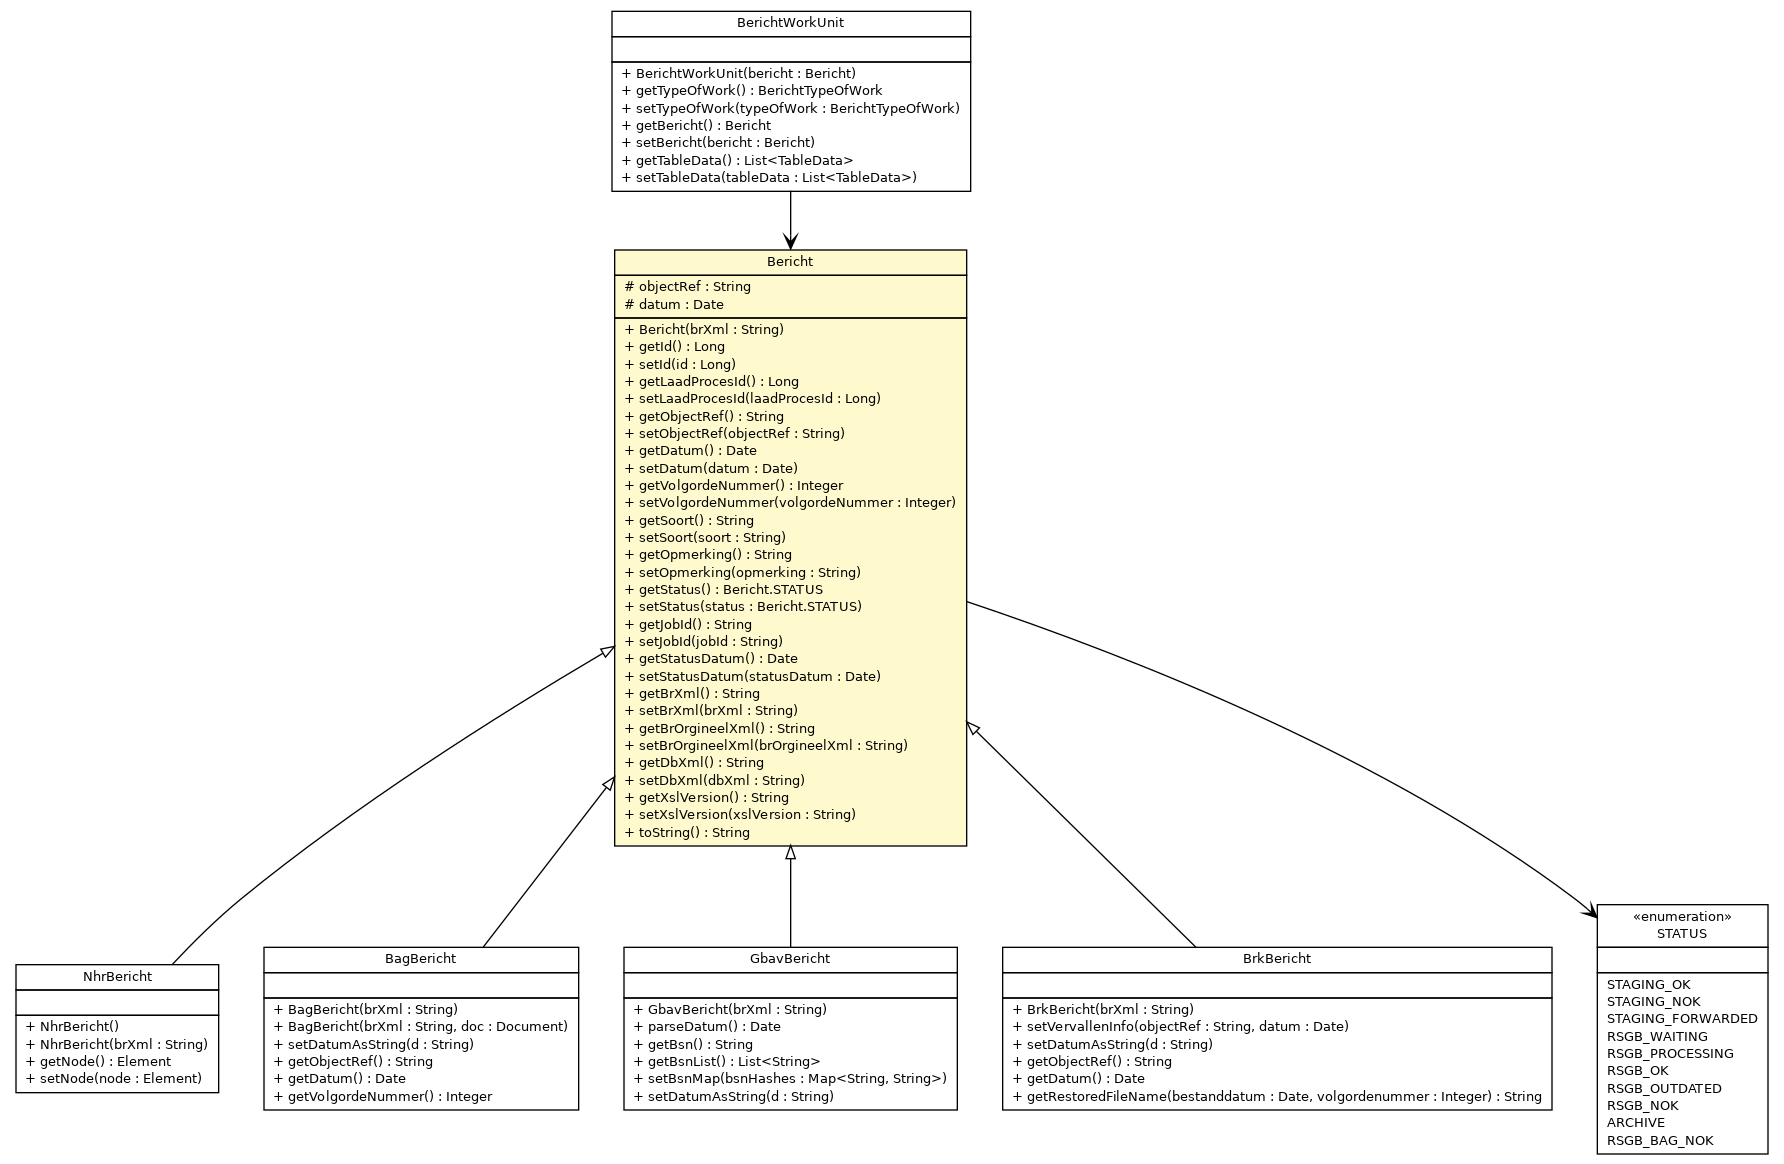 BerichtWorkUnit
+ BerichtWorkUnit(bericht : Bericht)
+ getTypeOfWork() : BerichtTypeOfWork
+ setTypeOfWork(typeOfWork : BerichtTypeOfWork)
+ getBericht() : Bericht
+ setBericht(bericht : Bericht)
+ getTableData() : List<TableData>
+ setTableData(tableData : List<TableData>)
Bericht
# objectRef : String
# datum : Date
+ Bericht(brXml : String)
+ getId() : Long
+ setId(id : Long)
+ getLaadProcesId() : Long
+ setLaadProcesId(laadProcesId : Long)
+ getObjectRef() : String
+ setObjectRef(objectRef : String)
+ getDatum() : Date
+ setDatum(datum : Date)
+ getVolgordeNummer() : Integer
+ setVolgordeNummer(volgordeNummer : Integer)
+ getSoort() : String
+ setSoort(soort : String)
+ getOpmerking() : String
+ setOpmerking(opmerking : String)
+ getStatus() : Bericht.STATUS
+ setStatus(status : Bericht.STATUS)
+ getJobId() : String
+ setJobId(jobId : String)
+ getStatusDatum() : Date
+ setStatusDatum(statusDatum : Date)
+ getBrXml() : String
+ setBrXml(brXml : String)
+ getBrOrgineelXml() : String
+ setBrOrgineelXml(brOrgineelXml : String)
+ getDbXml() : String
+ setDbXml(dbXml : String)
+ getXslVersion() : String
+ setXslVersion(xslVersion : String)
+ toString() : String
NhrBericht
+ NhrBericht()
+ NhrBericht(brXml : String)
+ getNode() : Element
+ setNode(node : Element)
BagBericht
+ BagBericht(brXml : String)
+ BagBericht(brXml : String, doc : Document)
+ setDatumAsString(d : String)
+ getObjectRef() : String
+ getDatum() : Date
+ getVolgordeNummer() : Integer
GbavBericht
+ GbavBericht(brXml : String)
+ parseDatum() : Date
+ getBsn() : String
+ getBsnList() : List<String>
+ setBsnMap(bsnHashes : Map<String, String>)
+ setDatumAsString(d : String)
BrkBericht
+ BrkBericht(brXml : String)
+ setVervallenInfo(objectRef : String, datum : Date)
+ setDatumAsString(d : String)
+ getObjectRef() : String
+ getDatum() : Date
+ getRestoredFileName(bestanddatum : Date, volgordenummer : Integer) : String
«enumeration»
STATUS
STAGING_OK
STAGING_NOK
STAGING_FORWARDED
RSGB_WAITING
RSGB_PROCESSING
RSGB_OK
RSGB_OUTDATED
RSGB_NOK
ARCHIVE
RSGB_BAG_NOK